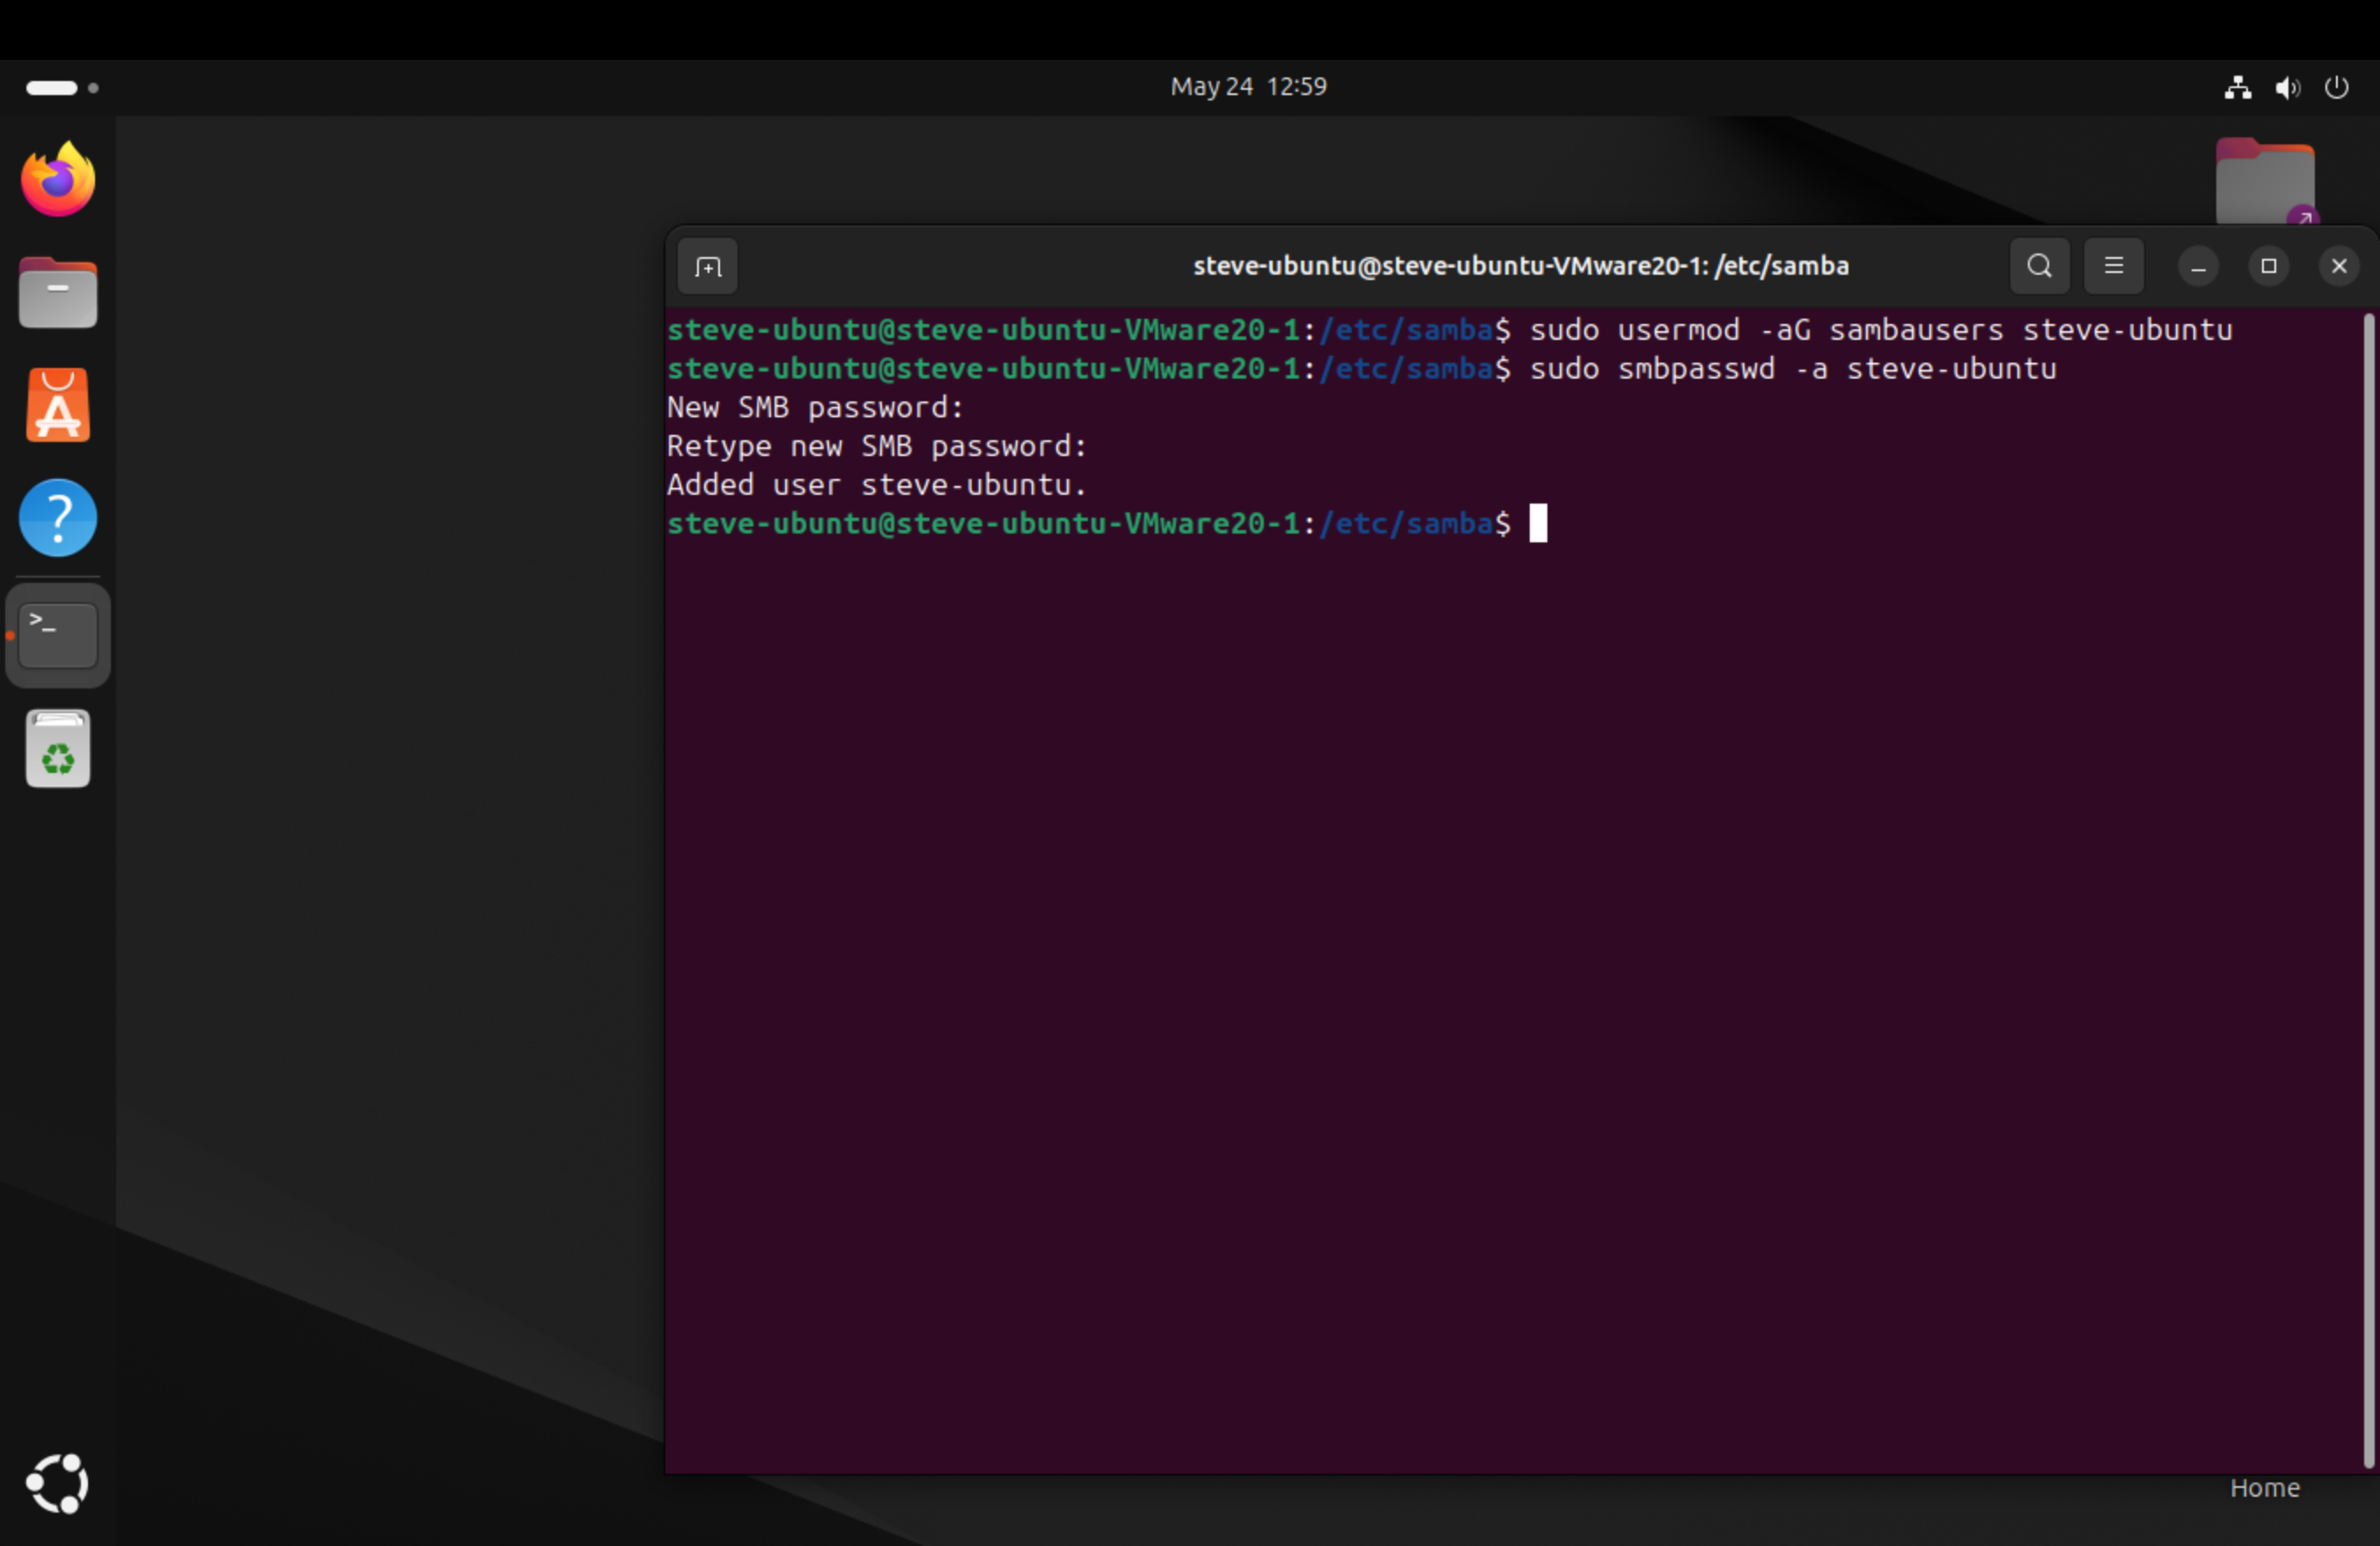 May 24 12:59
steve-ubuntu@steve-ubuntu-VMware20-1: /etc/samba
steve-ubuntu@steve-ubuntu-VMware20-1:/etc/samba$ sudo usermod -aG sambausers steve-ubuntu
steve-ubuntu@steve-ubuntu-VMware20-1:/etc/samba$ sudo smbpasswd -a steve-ubuntu
New SMB password:
Retype new SMB password:
Added user steve-ubuntu.
steve-ubuntu@steve-ubuntu-VMware20-1:/etc/samba$
Home